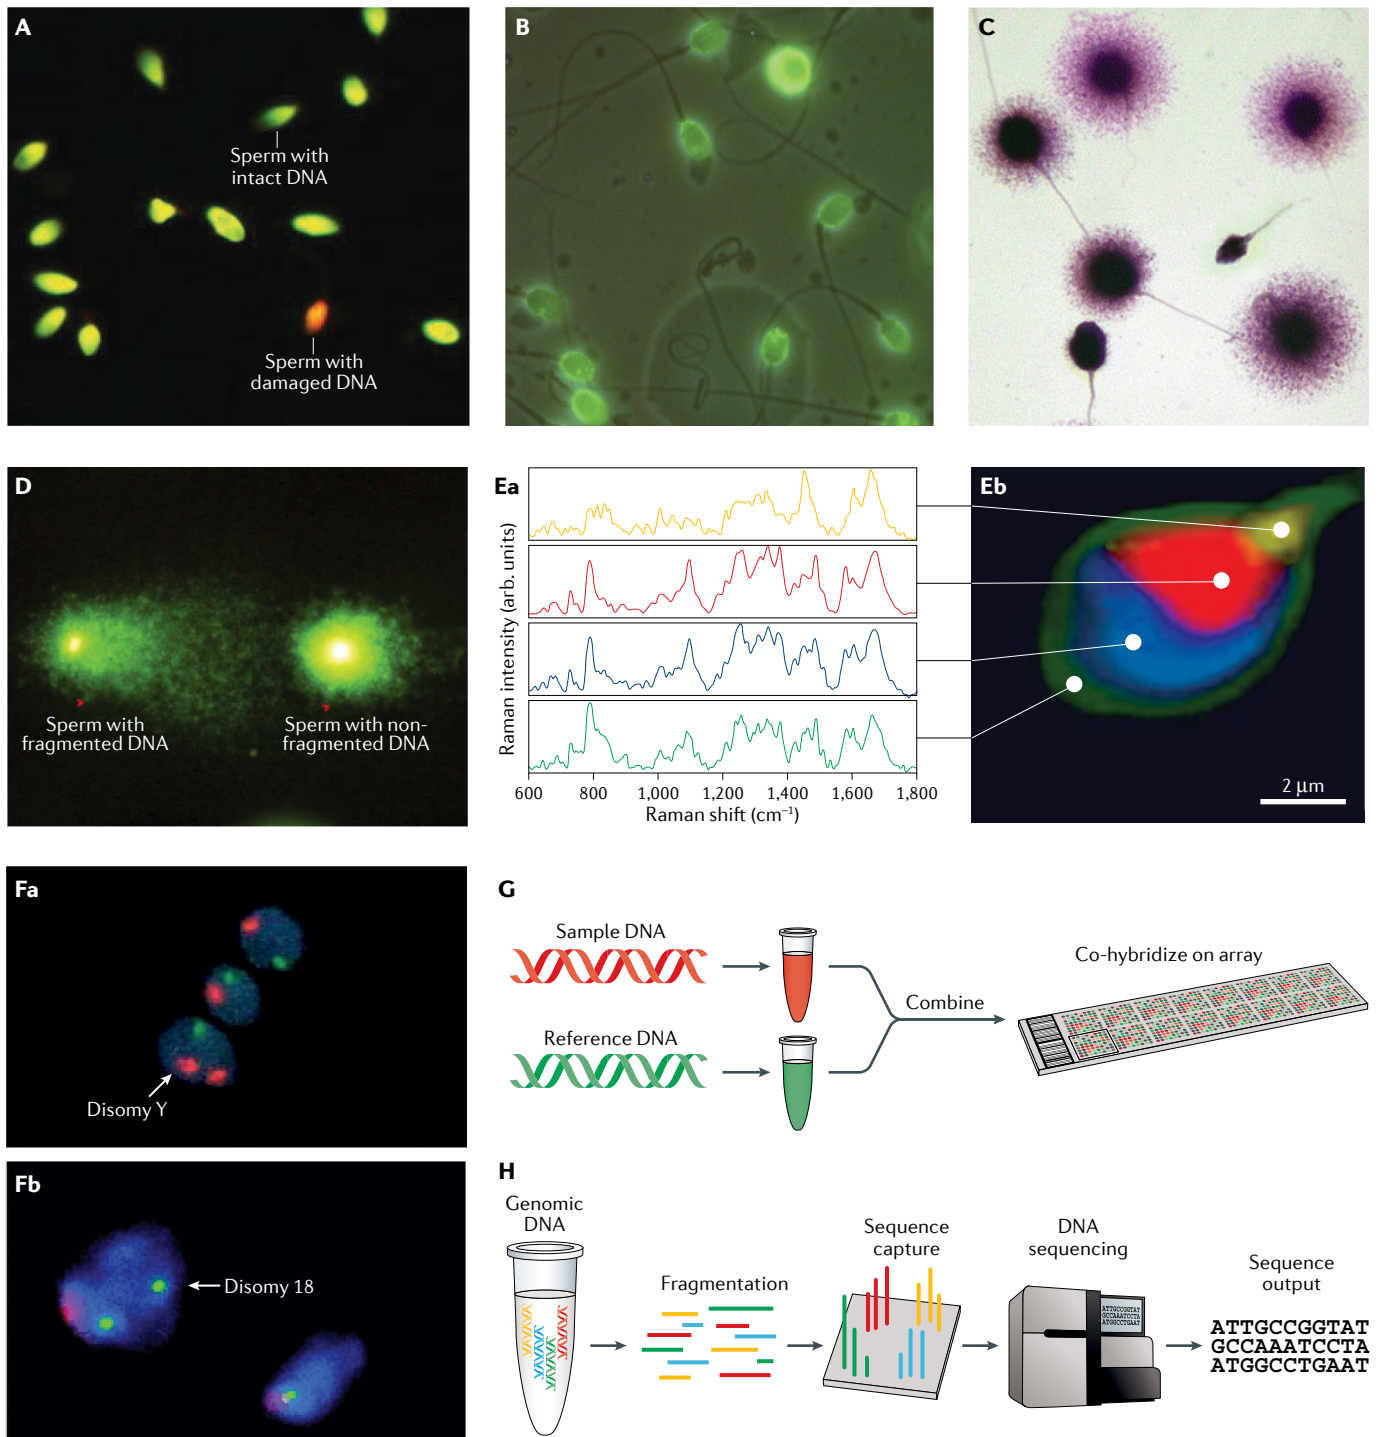 A
Sperm with
intact DNA
Sperm with
damaged DNA
B
C
D
Sperm with
fragmented DNA
Sperm with non-
fragmented DNA
Ea
Raman intensity (arb. units)
600 800 1,000 1,200 1,400 1,600 1,800
Raman shift (cm⁻¹)
Eb
2 μm
Fa
Disomy Y
Fb
Disomy 18
G
Sample DNA
Reference DNA
Combine
Co-hybridize on array
H
Genomic
DNA
Fragmentation
Sequence
capture
DNA
sequencing
ATTGCCGGTAT
GCCAAATCCTA
ATGGCCTGAAT
Sequence
output
ATTGCCGGTAT
GCCAAATCCTA
ATGGCCTGAAT